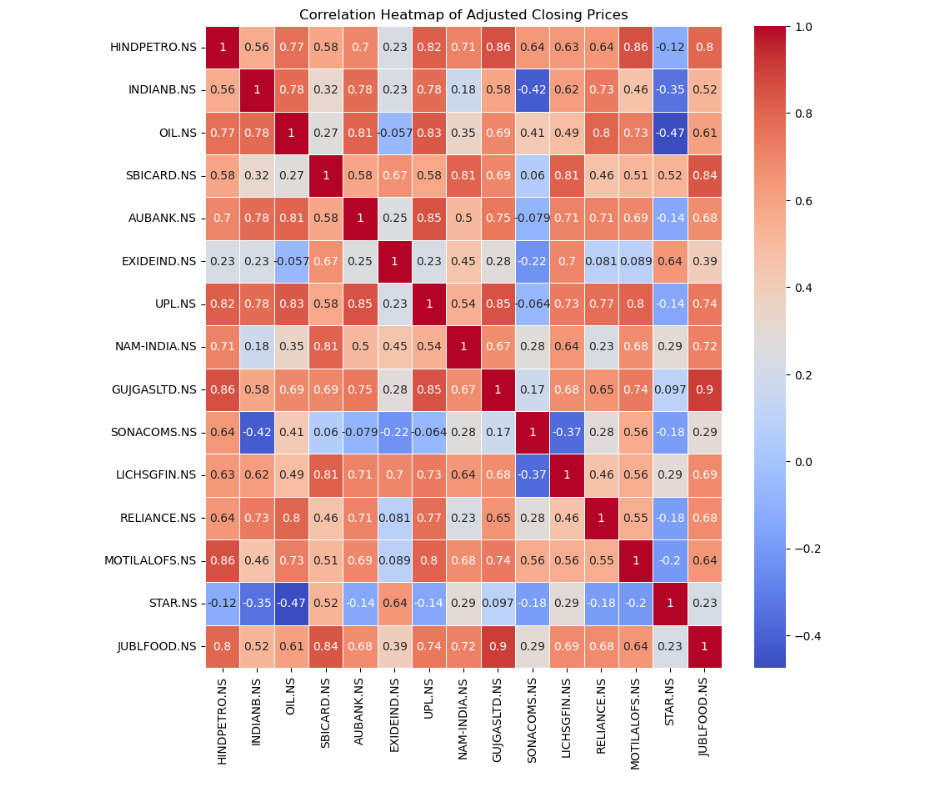 Correlation Heatmap of Adjusted Closing Prices
HINDPETRO.NS 1 0.56 0.77 0.58 0.7 0.23 0.82 0.71 0.86 0.64 0.63 0.64 0.86 -0.12 0.8
INDIANB.NS 0.56 1 0.78 0.32 0.78 0.23 0.78 0.18 0.58 -0.42 0.62 0.73 0.46 -0.35 0.52
OIL.NS 0.77 0.78 1 0.27 0.81 -0.057 0.83 0.35 0.69 0.41 0.49 0.8 0.73 -0.47 0.61
SBICARD.NS 0.58 0.32 0.27 1 0.58 0.67 0.58 0.81 0.69 0.06 0.81 0.46 0.51 0.52 0.84
AUBANK.NS 0.7 0.78 0.81 0.58 1 0.25 0.85 0.5 0.75 -0.079 0.71 0.71 0.69 -0.14 0.68
EXIDEIND.NS 0.23 0.23 -0.057 0.67 0.25 1 0.23 0.45 0.28 -0.22 0.7 0.081 0.089 0.64 0.39
UPL.NS 0.82 0.78 0.83 0.58 0.85 0.23 1 0.54 0.85 -0.064 0.73 0.77 0.8 -0.14 0.74
NAM-INDIA.NS 0.71 0.18 0.35 0.81 0.5 0.45 0.54 1 0.67 0.28 0.64 0.23 0.68 0.29 0.72
GUJGASLTD.NS 0.86 0.58 0.69 0.69 0.75 0.28 0.85 0.67 1 0.17 0.68 0.65 0.74 0.097 0.9
SONACOMS.NS 0.64 -0.42 0.41 0.06 -0.079 -0.22 -0.064 0.28 0.17 1 -0.37 0.28 0.56 -0.18 0.29
LICHSGFIN.NS 0.63 0.62 0.49 0.81 0.71 0.7 0.73 0.64 0.68 -0.37 1 0.46 0.56 0.29 0.69
RELIANCE.NS 0.64 0.73 0.8 0.46 0.71 0.081 0.77 0.23 0.65 0.28 0.46 1 0.55 -0.18 0.68
MOTILALOFS.NS 0.86 0.46 0.73 0.51 0.69 0.089 0.8 0.68 0.74 0.56 0.56 0.55 1 -0.2 0.64
STAR.NS -0.12 -0.35 -0.47 0.52 -0.14 0.64 -0.14 0.29 0.097 -0.18 0.29 -0.18 -0.2 1 0.23
JUBLFOOD.NS 0.8 0.52 0.61 0.84 0.68 0.39 0.74 0.72 0.9 0.29 0.69 0.68 0.64 0.23 1
HINDPETRO.NS
INDIANB.NS
OIL.NS
SBICARD.NS
AUBANK.NS
EXIDEIND.NS
UPL.NS
NAM-INDIA.NS
GUJGASLTD.NS
SONACOMS.NS
LICHSGFIN.NS
RELIANCE.NS
MOTILALOFS.NS
STAR.NS
JUBLFOOD.NS
1.0
0.8
0.6
0.4
0.2
0.0
−0.2
−0.4